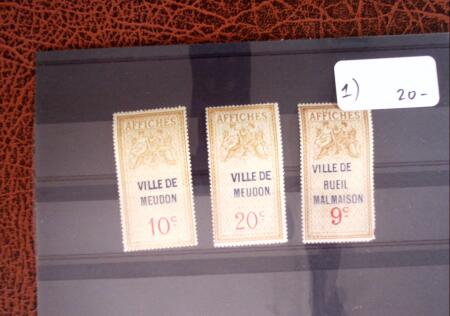 1) 20-
AFFICHES
VILLE DE
MEUDON
10c
AFFICHES
VILLE DE
MEUDON
20c
AFFICHES
VILLE DE
RUEIL
MALMAISON
9c